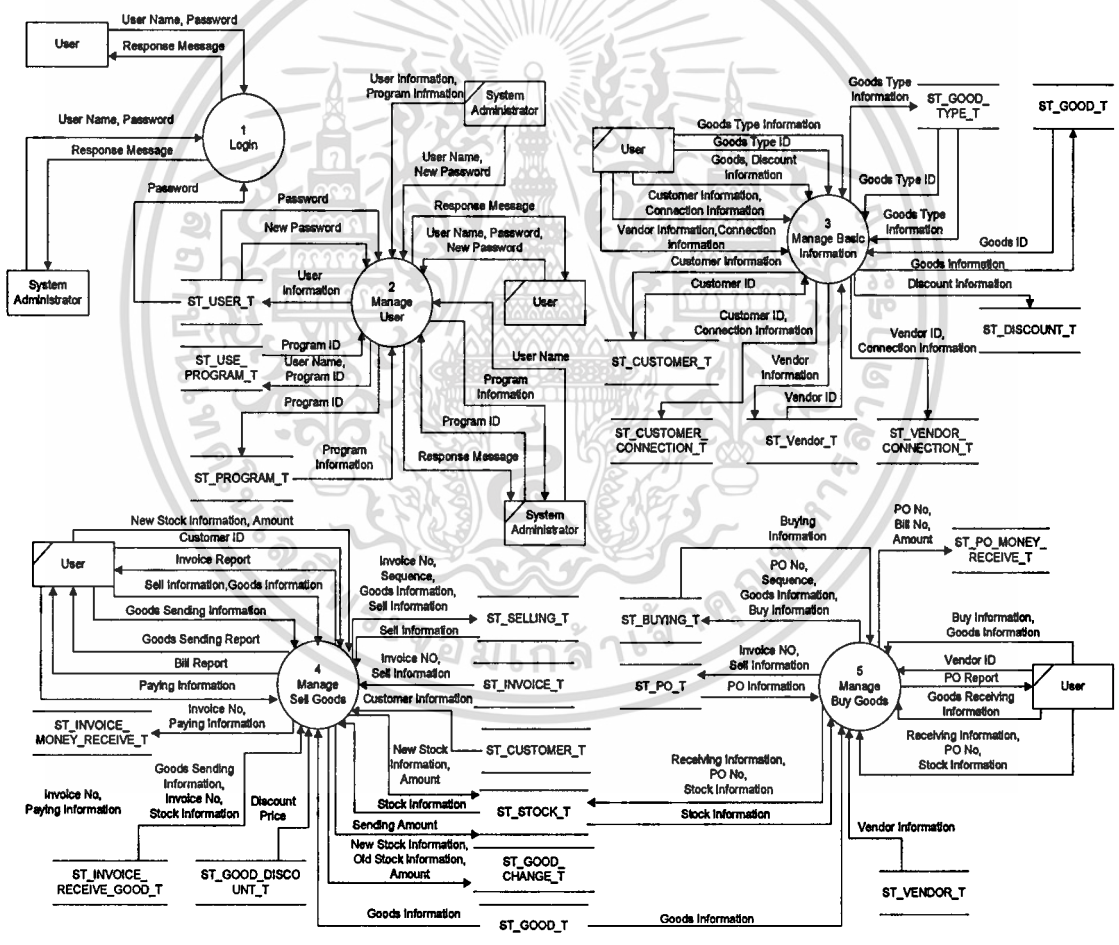 User Name, Password
User
Response Message
1
Login
User Name, Password
Response Message
Password
System
Administrator
User Information,
Program Infrmation
System
Administrator
User Name,
New Password
Password
New Password
Response Message
User Name, Password,
New Password
User
Information
2
Manage
User
User
ST_USER_T
Program ID
User Name,
Program ID
ST_USE_
PROGRAM_T
Program ID
User Name
Program
Information
Program ID
Program
Information
Response Message
ST_PROGRAM_T
System
Administrator
Goods Type
Information
ST_GOOD_
TYPE_T
ST_GOOD_T
User
Goods Type Information
Goods Type ID
Goods, Discount
Information
Customer Information,
Connection Information
Vendor Information,Connection
Information
Goods Type ID
Goods Type
Information
3
Manage Basic
Information
Goods ID
Goods Information
Discount Information
Customer Information
Customer ID
Customer ID,
Connection Information
ST_DISCOUNT_T
Vendor ID,
Connection Information
ST_CUSTOMER_T
Vendor
Information
Vendor ID
ST_CUSTOMER_
CONNECTION_T
ST_Vendor_T
ST_VENDOR_
CONNECTION_T
New Stock Information, Amount
Customer ID
User
Invoice Report
Sell Information,Goods Information
Goods Sending Information
Goods Sending Report
Bill Report
Paying Information
Invoice No,
Sequence,
Goods Information,
Sell Information
ST_SELLING_T
Sell Information
4
Manage
Sell Goods
Invoice NO,
Sell Information
ST_INVOICE_T
Customer Information
ST_INVOICE_
MONEY_RECEIVE_T
Invoice No,
Paying Information
ST_CUSTOMER_T
New Stock
Information,
Amount
Goods Sending
Information,
Invoice No,
Stock Information
Invoice No,
Paying Information
Discount
Price
Stock Information
ST_STOCK_T
Sending Amount
New Stock Information,
Old Stock Information,
Amount
ST_GOOD_
CHANGE_T
ST_INVOICE_
RECEIVE_GOOD_T
ST_GOOD_DISCO
UNT_T
Goods Information
ST_GOOD_T
Goods Information
Buying
Information
PO No,
Bill No,
Amount
ST_PO_MONEY_
RECEIVE_T
PO No,
Sequence,
Goods Information,
Buy Information
ST_BUYING_T
Buy Information,
Goods Information
Invoice NO,
Sell Information
ST_PO_T
PO Information
5
Manage
Buy Goods
Vendor ID
PO Report
Goods Receiving
Information
User
Receiving Information,
PO No,
Stock Information
Receiving Information,
PO No,
Stock Information
Stock Information
Vendor Information
ST_VENDOR_T